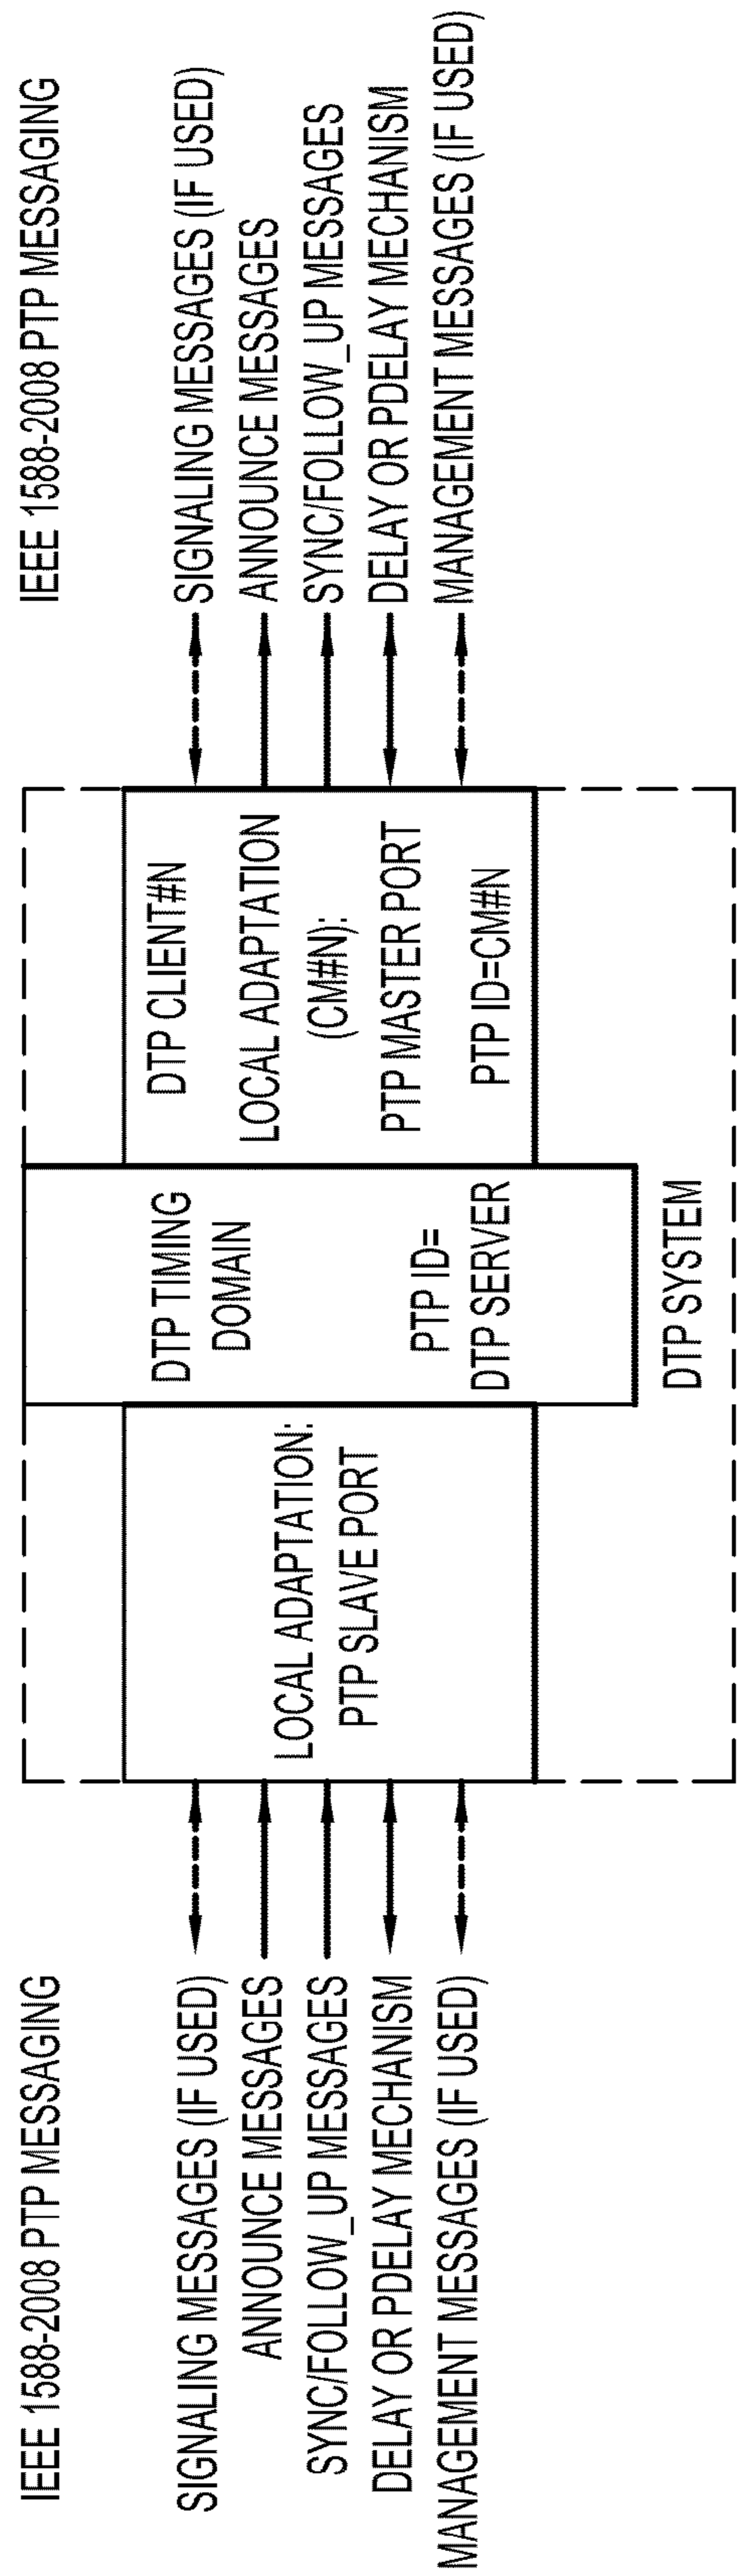 IEEE 1588-2008 PTP MESSAGING
SIGNALING MESSAGES (IF USED)
ANNOUNCE MESSAGES
SYNC/FOLLOW_UP MESSAGES
DELAY OR PDELAY MECHANISM
MANAGEMENT MESSAGES (IF USED)
LOCAL ADAPTATION:
PTP SLAVE PORT
DTP TIMING
DOMAIN
PTP ID=
DTP SERVER
DTP SYSTEM
DTP CLIENT#N
LOCAL ADAPTATION
(CM#N):
PTP MASTER PORT
PTP ID=CM#N
IEEE 1588-2008 PTP MESSAGING
SIGNALING MESSAGES (IF USED)
ANNOUNCE MESSAGES
SYNC/FOLLOW_UP MESSAGES
DELAY OR PDELAY MECHANISM
MANAGEMENT MESSAGES (IF USED)